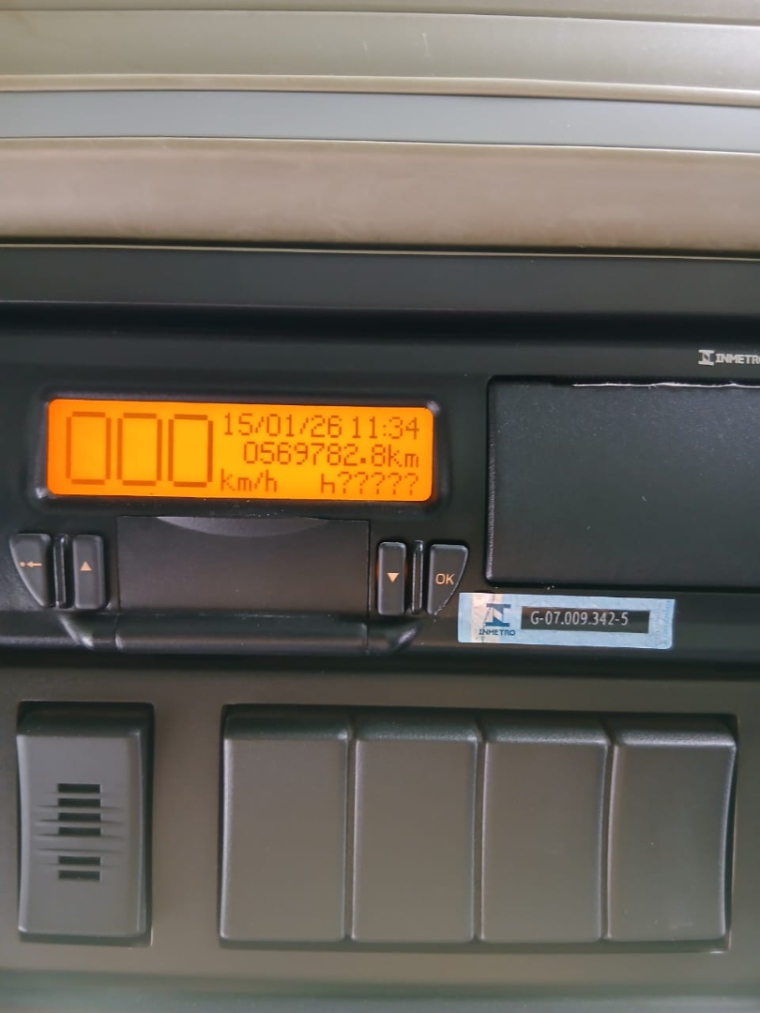 INMETRO
000
15/01/26 11:34
0569782.8km
km/h h?????
OK
INMETRO
G-07.009.342-5